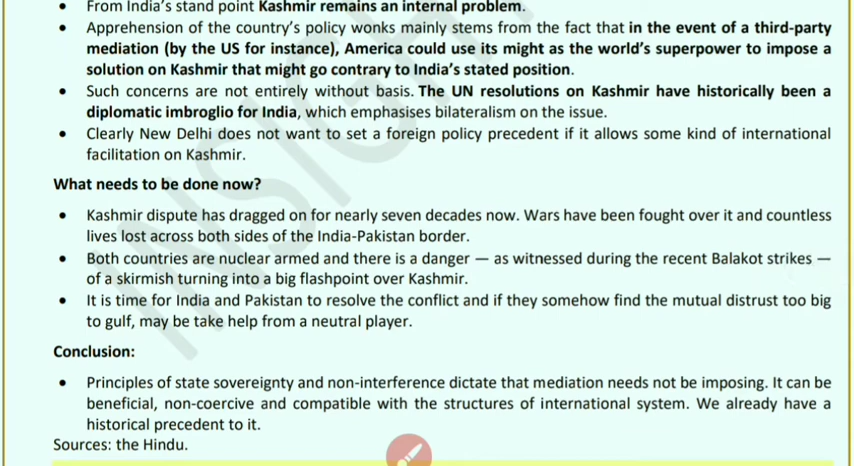 • From India's stand point Kashmir remains an internal problem.
• Apprehension of the country's policy wonks mainly stems from the fact that in the event of a third-party
mediation (by the US for instance), America could use its might as the world's superpower to impose a
solution on Kashmir that might go contrary to India's stated position.
• Such concerns are not entirely without basis. The UN resolutions on Kashmir have historically been a
diplomatic imbroglio for India, which emphasises bilateralism on the issue.
• Clearly New Delhi does not want to set a foreign policy precedent if it allows some kind of international
facilitation on Kashmir.
What needs to be done now?
• Kashmir dispute has dragged on for nearly seven decades now. Wars have been fought over it and countless
lives lost across both sides of the India-Pakistan border.
• Both countries are nuclear armed and there is a danger — as witnessed during the recent Balakot strikes —
of a skirmish turning into a big flashpoint over Kashmir.
• It is time for India and Pakistan to resolve the conflict and if they somehow find the mutual distrust too big
to gulf, may be take help from a neutral player.
Conclusion:
• Principles of state sovereignty and non-interference dictate that mediation needs not be imposing. It can be
beneficial, non-coercive and compatible with the structures of international system. We already have a
historical precedent to it.
Sources: the Hindu.
INSIGH